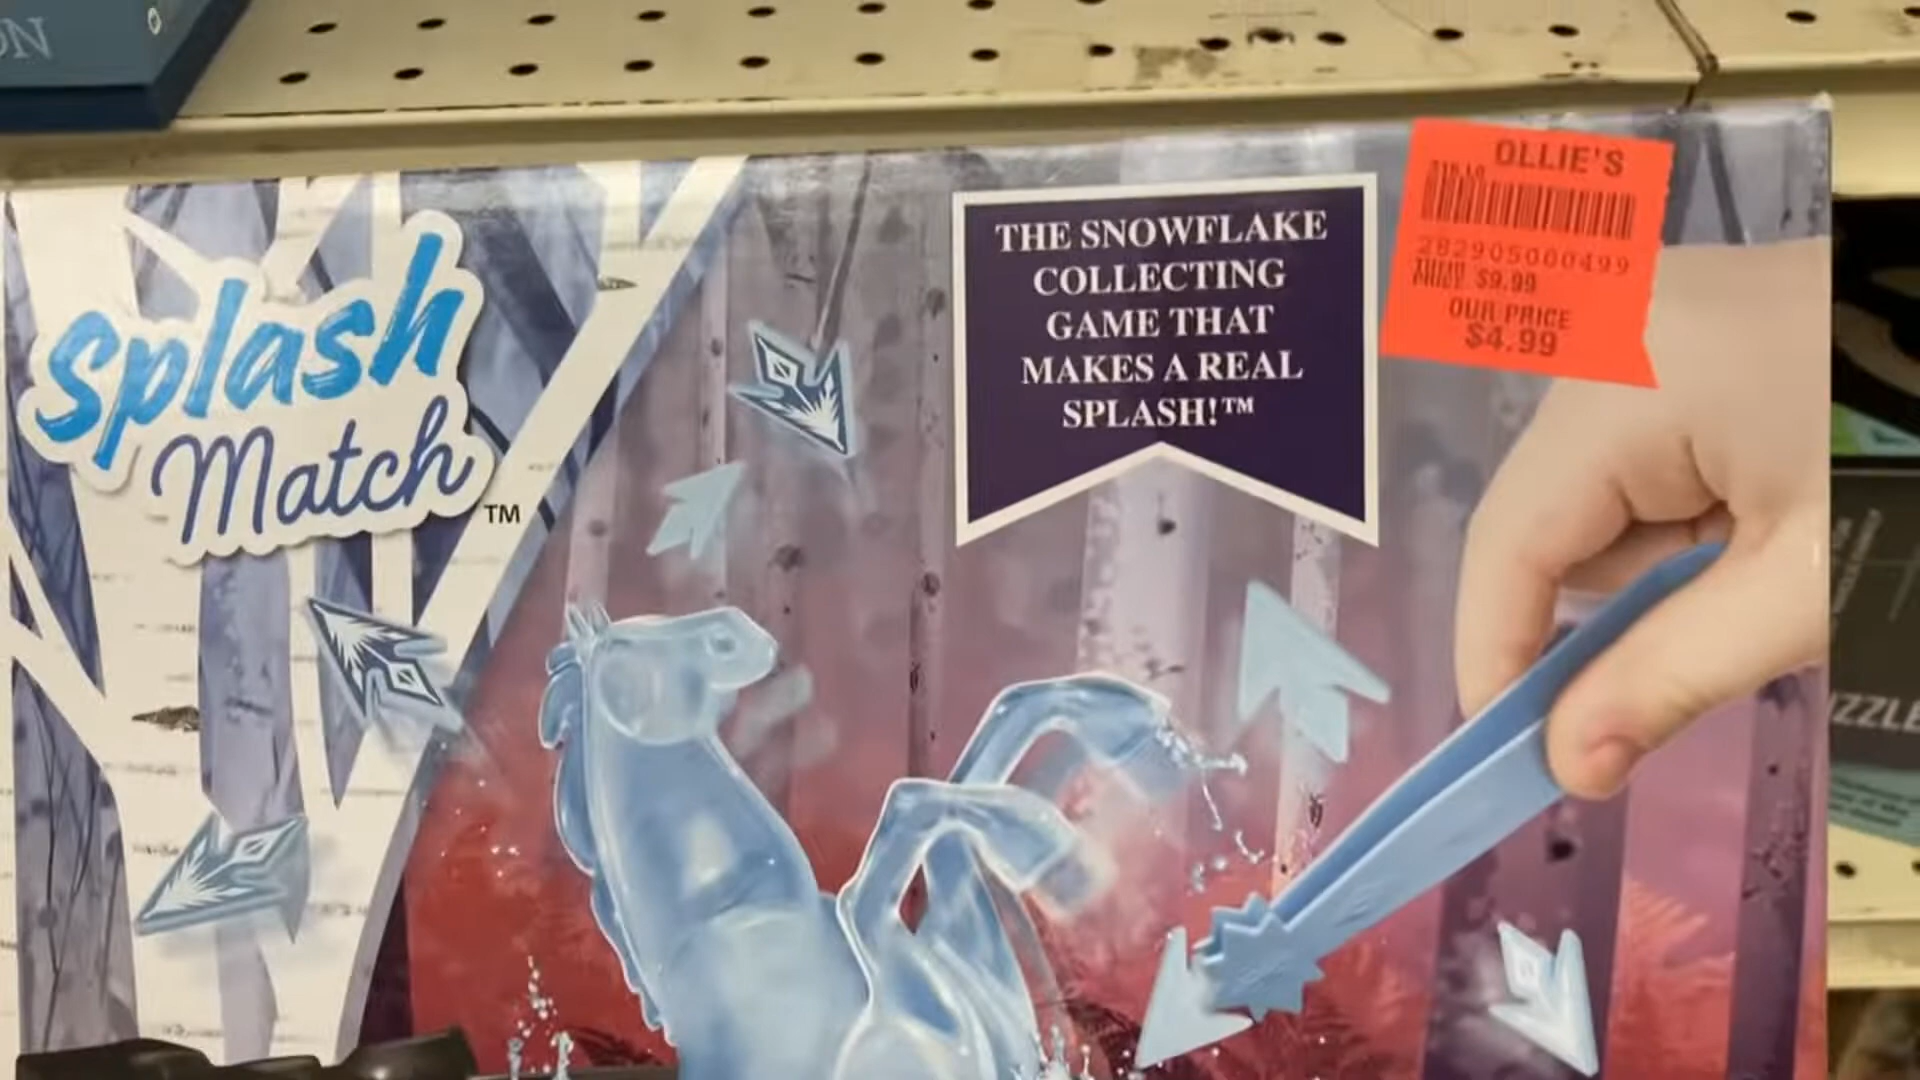 ON
Splash
Match
TM
THE SNOWFLAKE
COLLECTING
GAME THAT
MAKES A REAL
SPLASH!™
OLLIE'S
282905000499
$9.99
OUR PRICE
$4.99